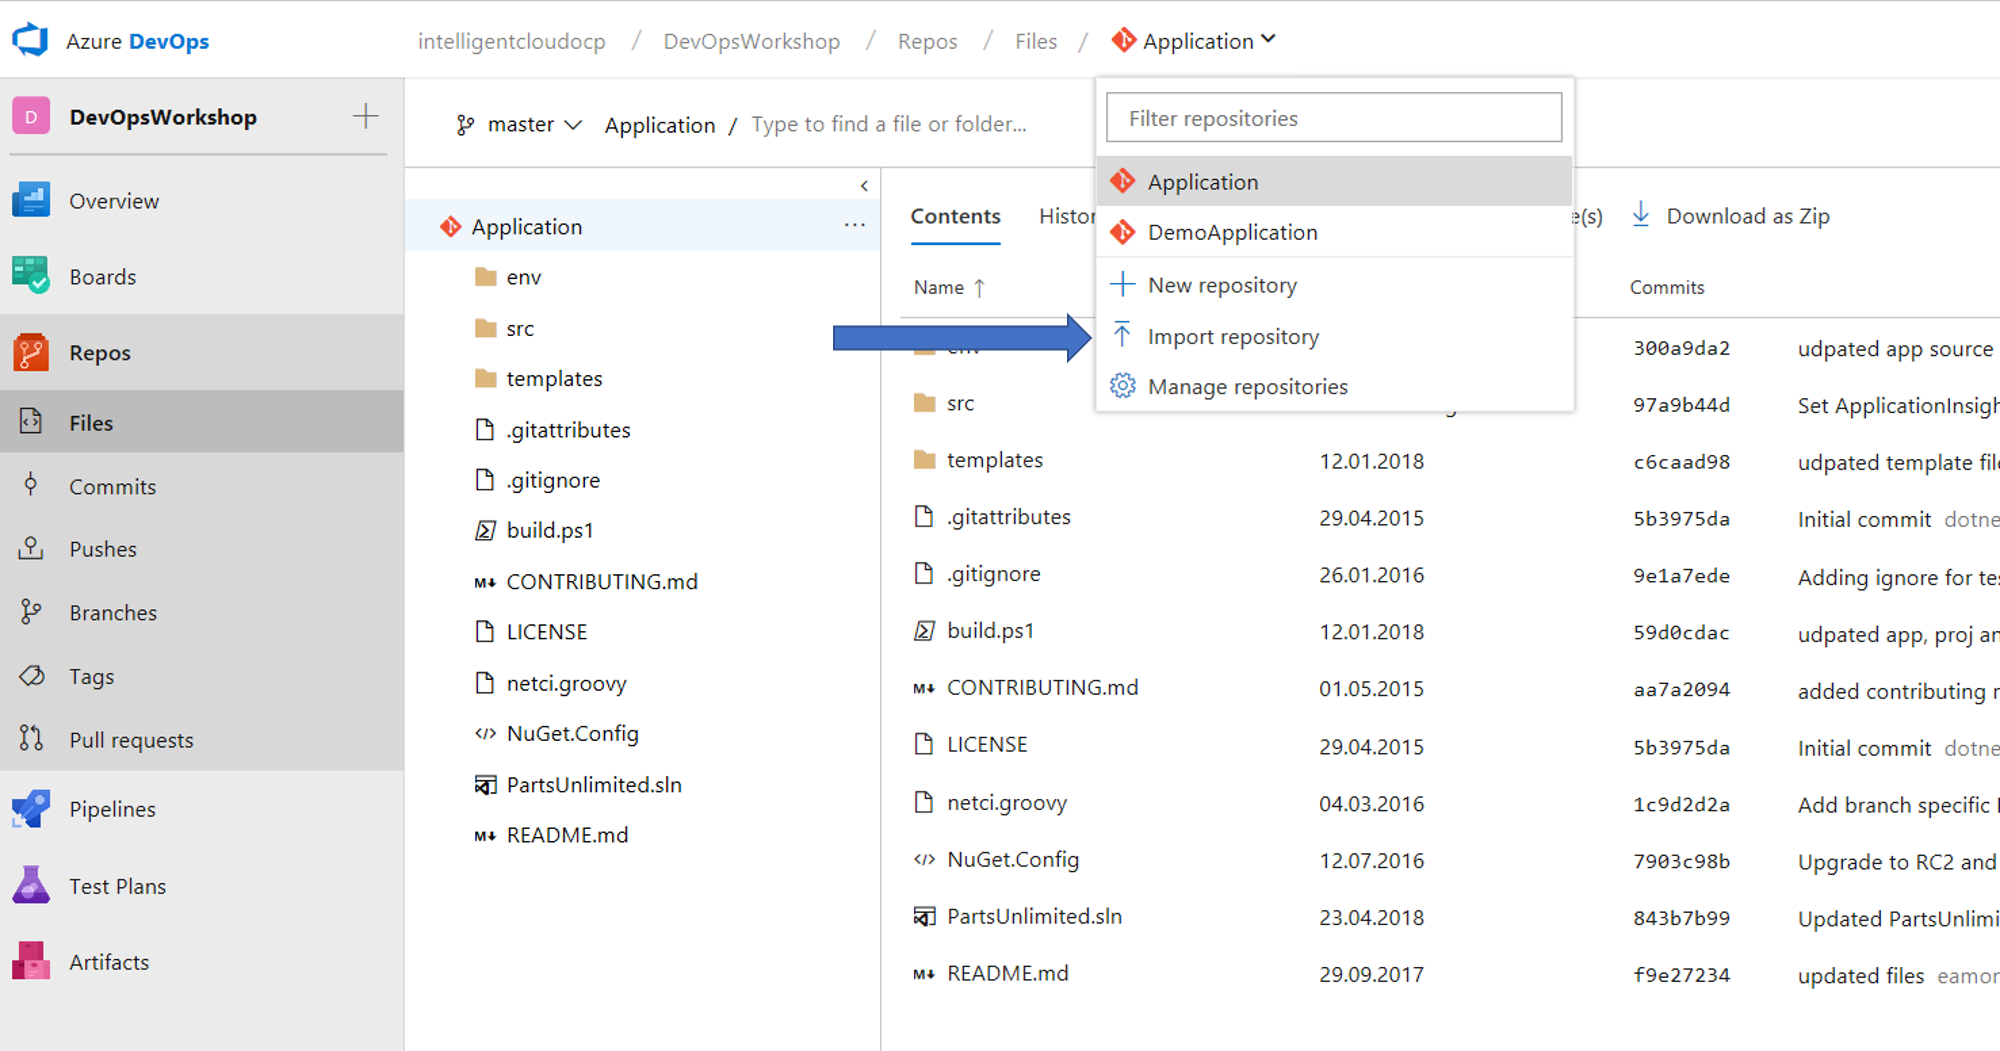 Azure DevOps
intelligentcloudocp / DevOpsWorkshop / Repos / Files / Application
D DevOpsWorkshop
Overview
Boards
Repos
Files
Commits
Pushes
Branches
Tags
Pull requests
Pipelines
Test Plans
Artifacts
master Application / Type to find a file or folder...
Application ...
env
src
templates
.gitattributes
.gitignore
build.ps1
M↓ CONTRIBUTING.md
LICENSE
netci.groovy
</> NuGet.Config
PartsUnlimited.sln
M↓ README.md
Filter repositories
Application
DemoApplication
New repository
Import repository
Manage repositories
Contents Histor e(s) Download as Zip
Name ↑ Commits
env 300a9da2 udpated app source
src 97a9b44d Set ApplicationInsigh
templates 12.01.2018 c6caad98 udpated template file
.gitattributes 29.04.2015 5b3975da Initial commit dotne
.gitignore 26.01.2016 9e1a7ede Adding ignore for tes
build.ps1 12.01.2018 59d0cdac udpated app, proj an
M↓ CONTRIBUTING.md 01.05.2015 aa7a2094 added contributing
LICENSE 29.04.2015 5b3975da Initial commit dotne
netci.groovy 04.03.2016 1c9d2d2a Add branch specific
</> NuGet.Config 12.07.2016 7903c98b Upgrade to RC2 and
PartsUnlimited.sln 23.04.2018 843b7b99 Updated PartsUnlimi
M↓ README.md 29.09.2017 f9e27234 updated files eamon